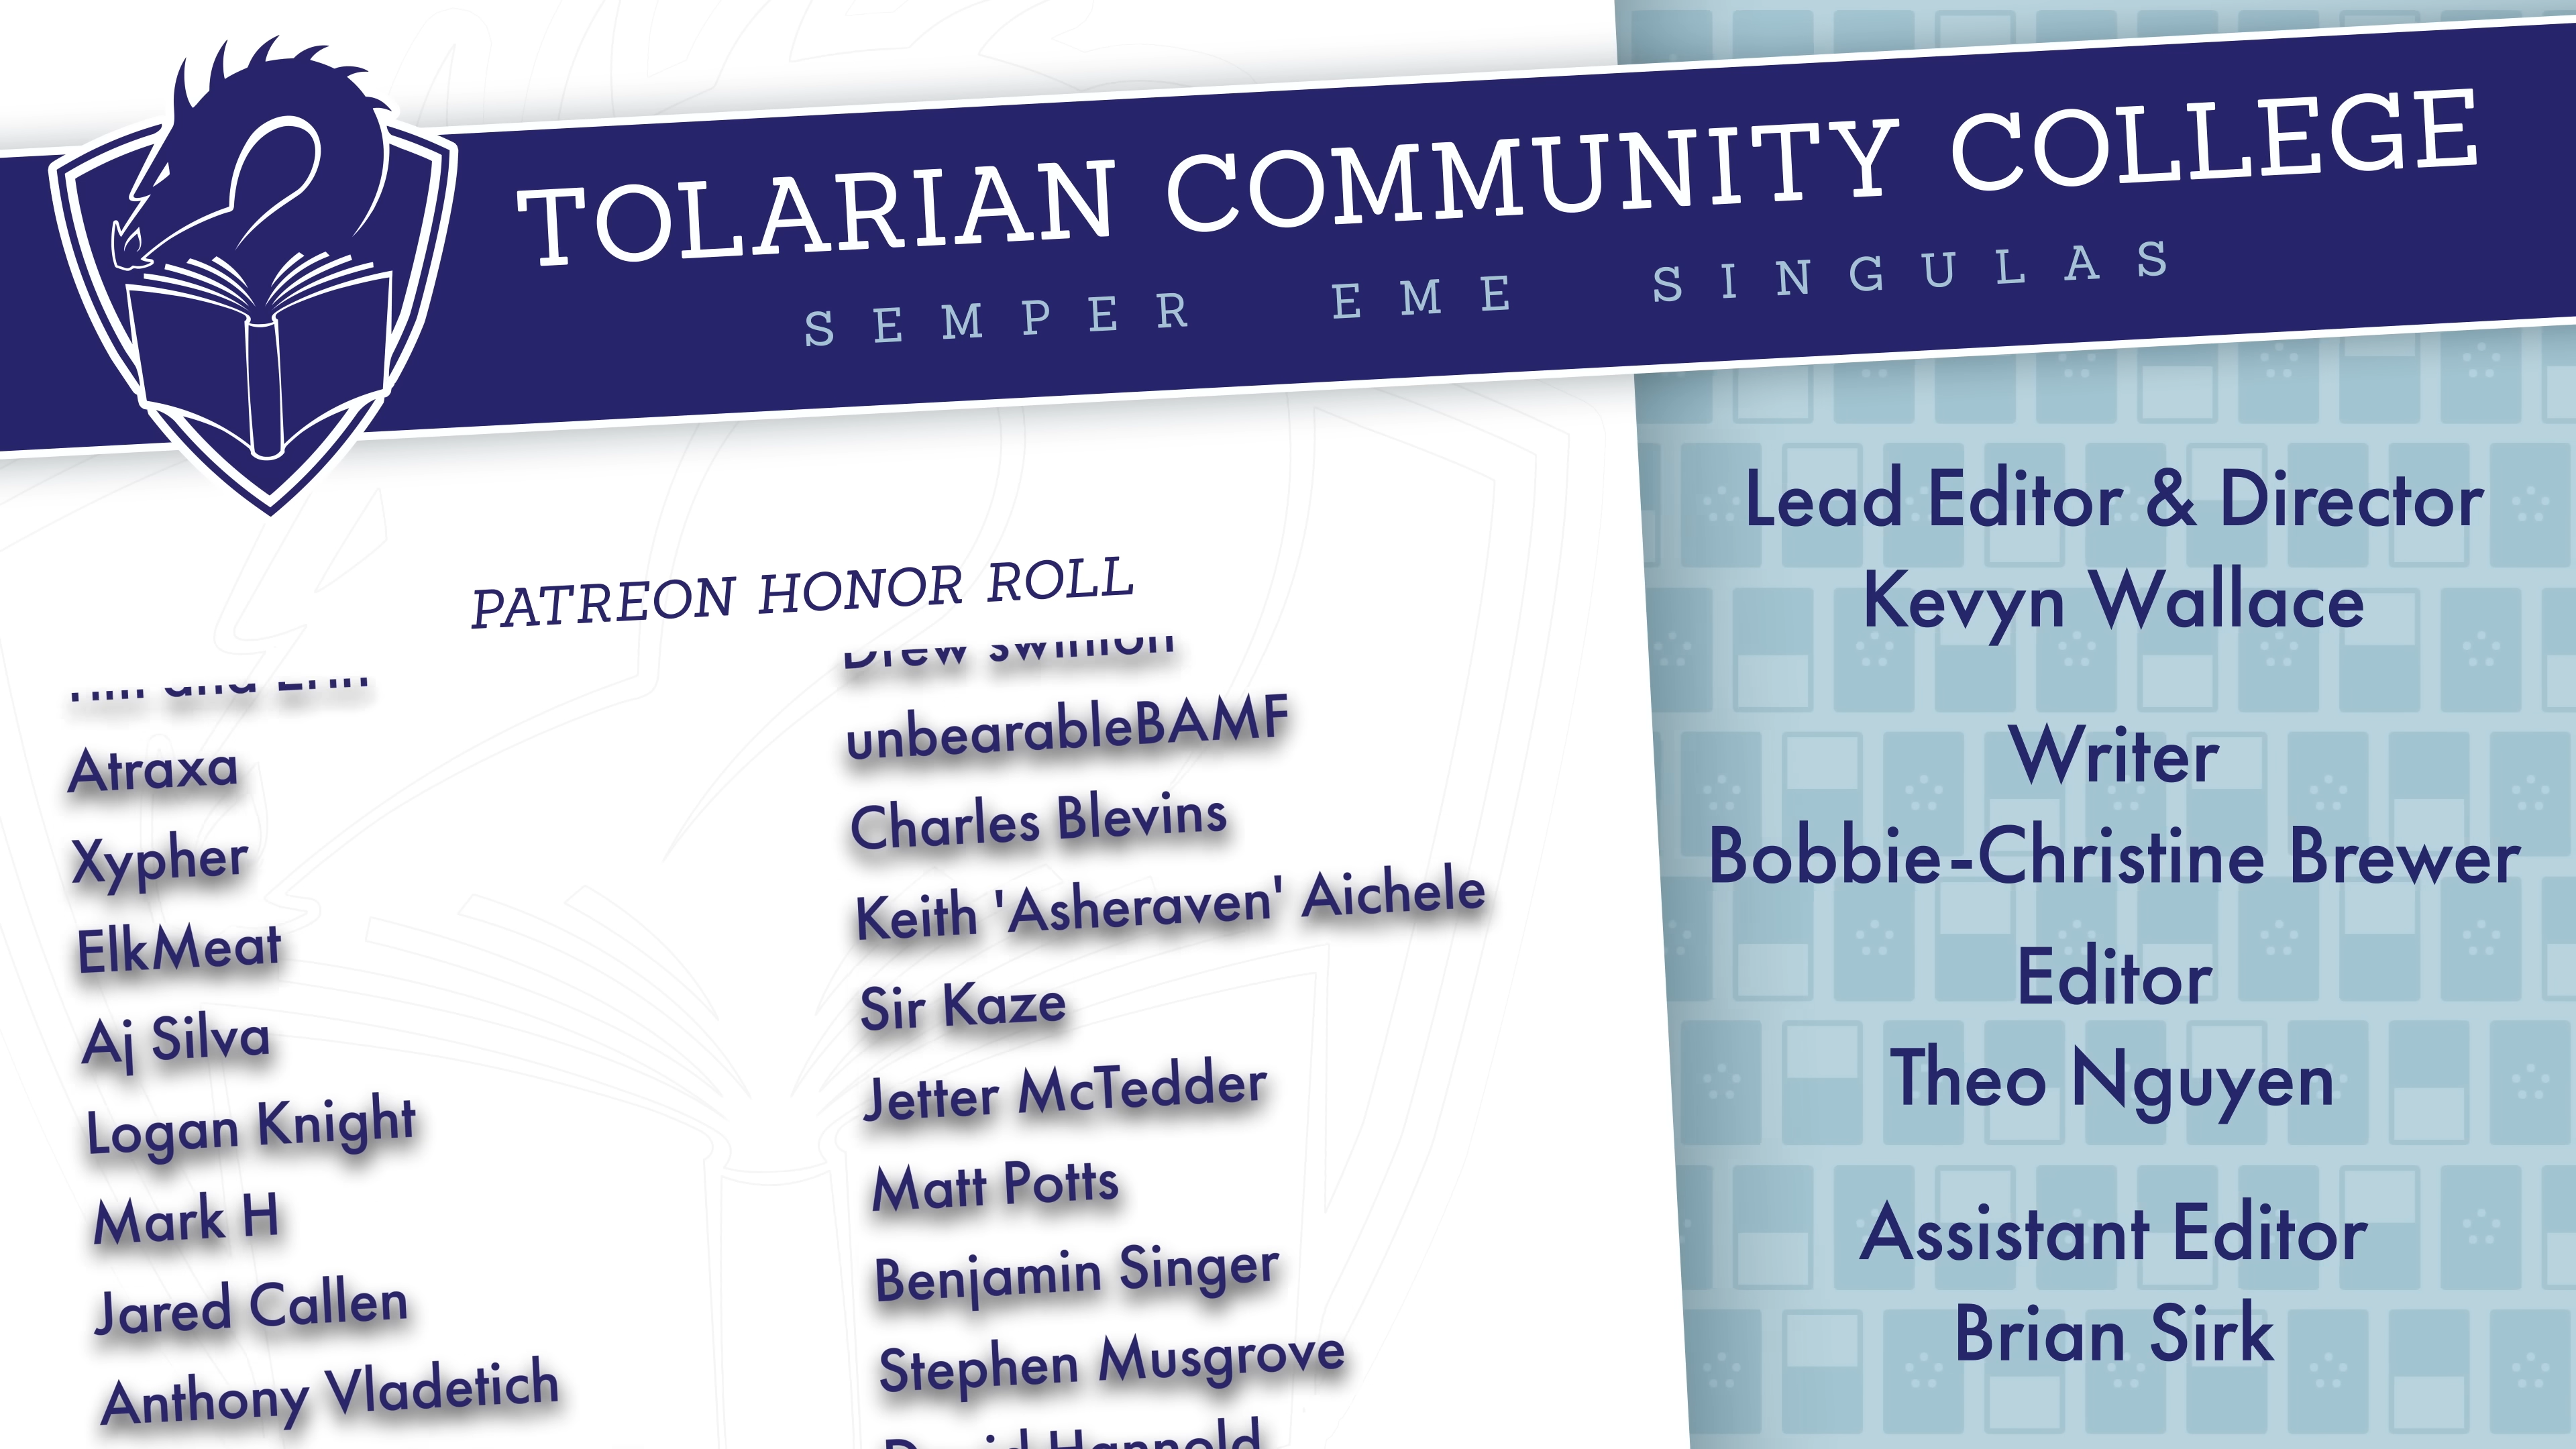 TOLARIAN COMMUNITY COLLEGE
SEMPER EME SINGULAS
PATREON HONOR ROLL
Atraxa
Xypher
ElkMeat
Aj Silva
Logan Knight
Mark H
Jared Callen
Anthony Vladetich
unbearableBAMF
Charles Blevins
Keith 'Asheraven' Aichele
Sir Kaze
Jetter McTedder
Matt Potts
Benjamin Singer
Stephen Musgrove
David Hannold
Lead Editor & Director
Kevyn Wallace
Writer
Bobbie-Christine Brewer
Editor
Theo Nguyen
Assistant Editor
Brian Sirk